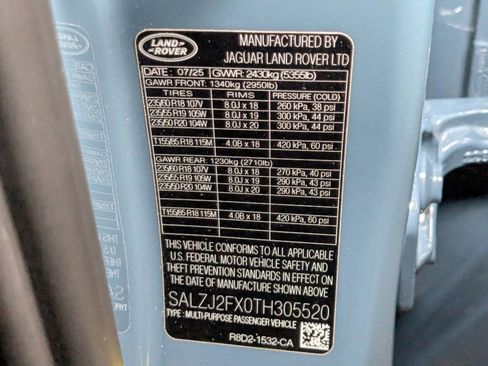 LAND ROVER
MANUFACTURED BY
JAGUAR LAND ROVER LTD
DATE : 07/25 GVWR: 2430kg (5355lb)
GAWR FRONT: 1340kg (2950lb)
TIRES RIMS PRESSURE (COLD)
235/60 R18 107V 8.0J x 18 260 kPa, 38 psi
235/55 R19 105W 8.0J x 19 300 kPa, 44 psi
235/50 R20 104W 8.0J x 20 300 kPa, 44 psi
T155/85 R18 115M 4.0B x 18 420 kPa, 60 psi
GAWR REAR: 1230kg (2710lb)
235/60 R18 107V 8.0J x 18 270 kPa, 40 psi
235/55 R19 105W 8.0J x 19 290 kPa, 43 psi
235/50 R20 104W 8.0J x 20 290 kPa, 43 psi
T155/85 R18 115M 4.0B x 18 420 kPa, 60 psi
THIS VEHICLE CONFORMS TO ALL APPLICABLE
U.S. FEDERAL MOTOR VEHICLE SAFETY AND
THEFT PREVENTION STANDARDS IN EFFECT ON
THE DATE OF MANUFACTURE SHOWN ABOVE
SALZJ2FX0TH305520
TYPE : MULTI-PURPOSE PASSENGER VEHICLE
R8D2-1532-CA